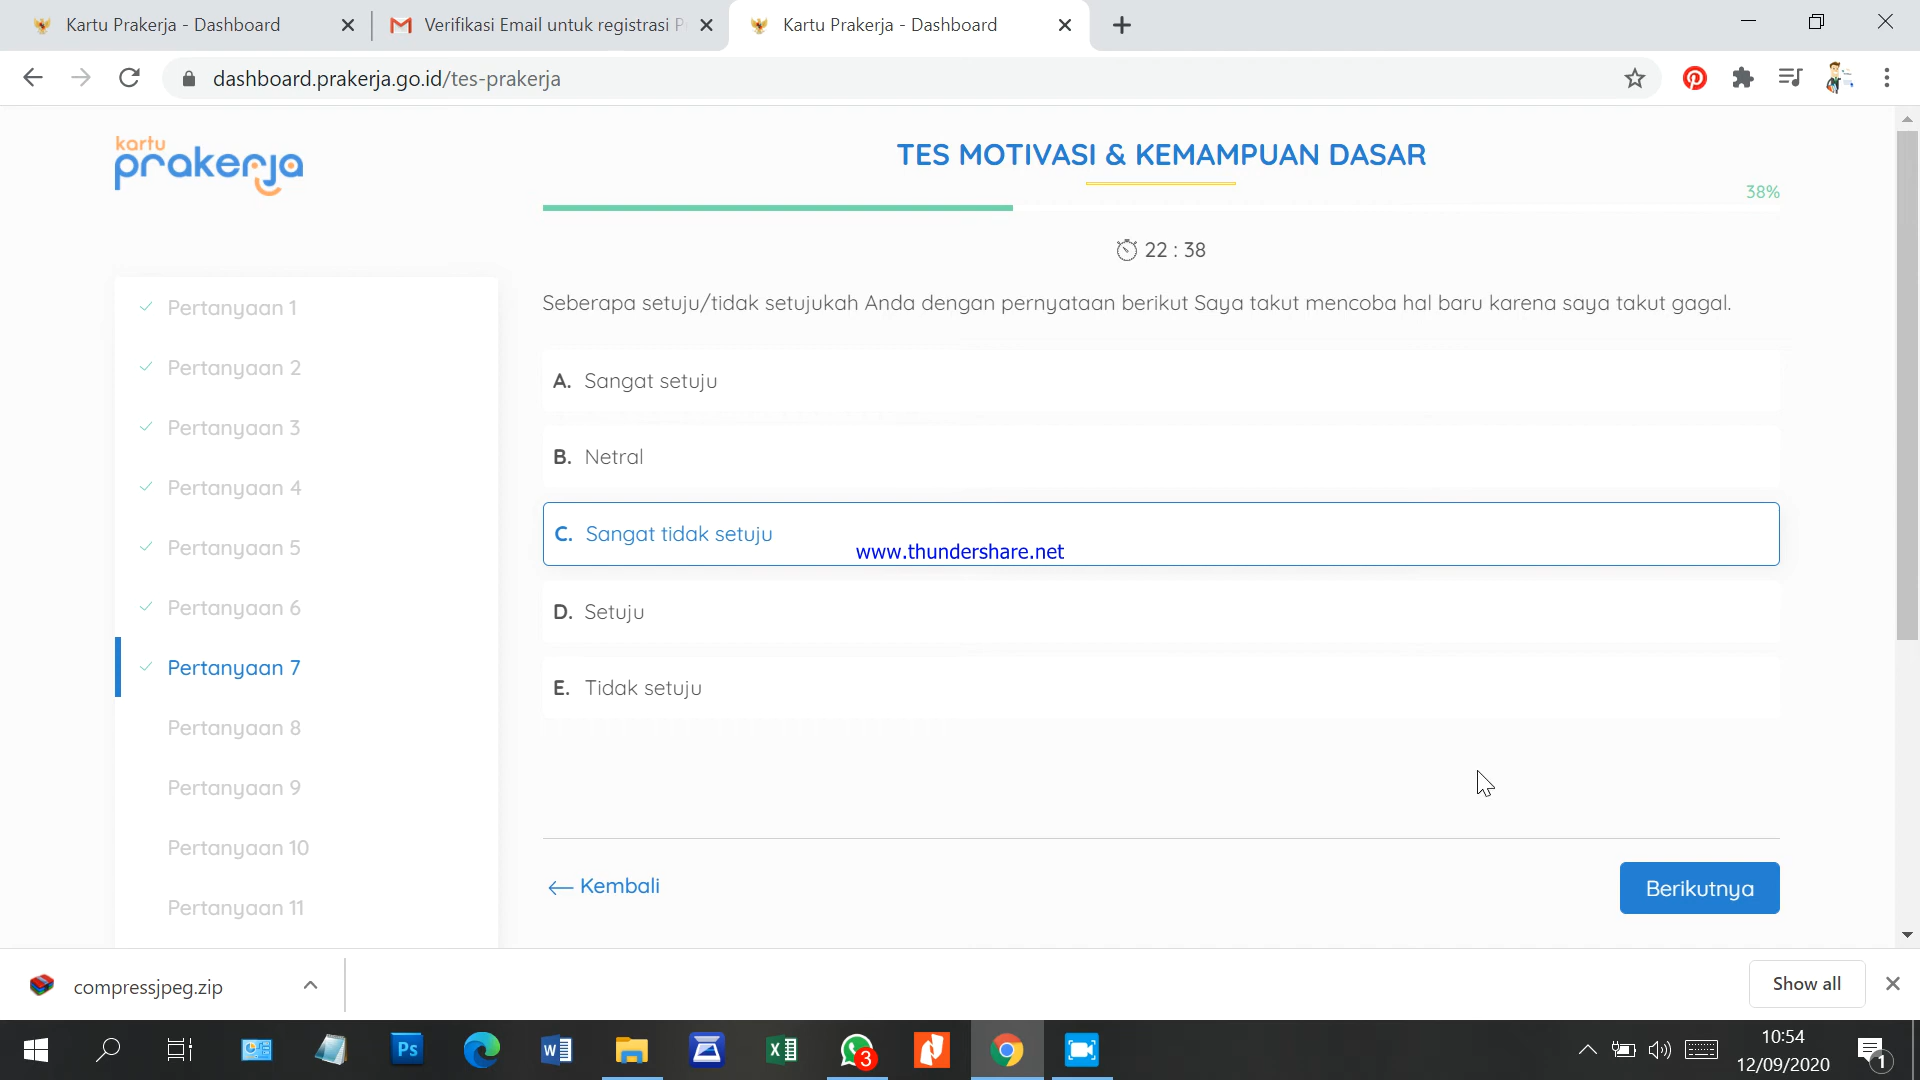 Kartu Prakerja - Dashboard
Verifikasi Email untuk registrasi P
Kartu Prakerja - Dashboard
dashboard.prakerja.go.id/tes-prakerja
kartu
prakerja
TES MOTIVASI & KEMAMPUAN DASAR
38%
22 : 38
Pertanyaan 1
Pertanyaan 2
Pertanyaan 3
Pertanyaan 4
Pertanyaan 5
Pertanyaan 6
Pertanyaan 7
Pertanyaan 8
Pertanyaan 9
Pertanyaan 10
Pertanyaan 11
Seberapa setuju/tidak setujukah Anda dengan pernyataan berikut Saya takut mencoba hal baru karena saya takut gagal.
A. Sangat setuju
B. Netral
C. Sangat tidak setuju
www.thundershare.net
D. Setuju
E. Tidak setuju
Kembali
Berikutnya
compressjpeg.zip
Show all
Ps
3
10:54
12/09/2020
1